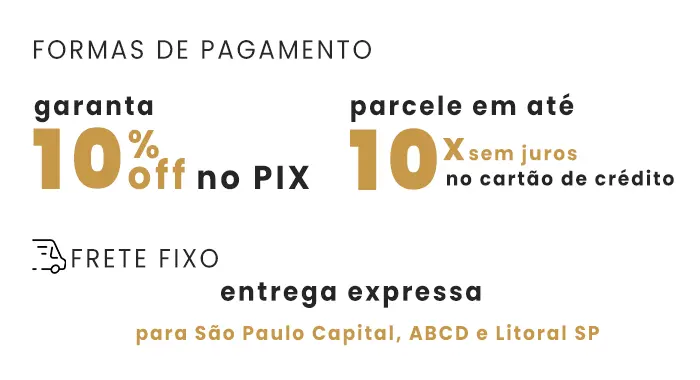 FORMAS DE PAGAMENTO
garanta
10% off no PIX
parcele em até
10x sem juros
no cartão de crédito
FRETE FIXO
entrega expressa
para São Paulo Capital, ABCD e Litoral SP